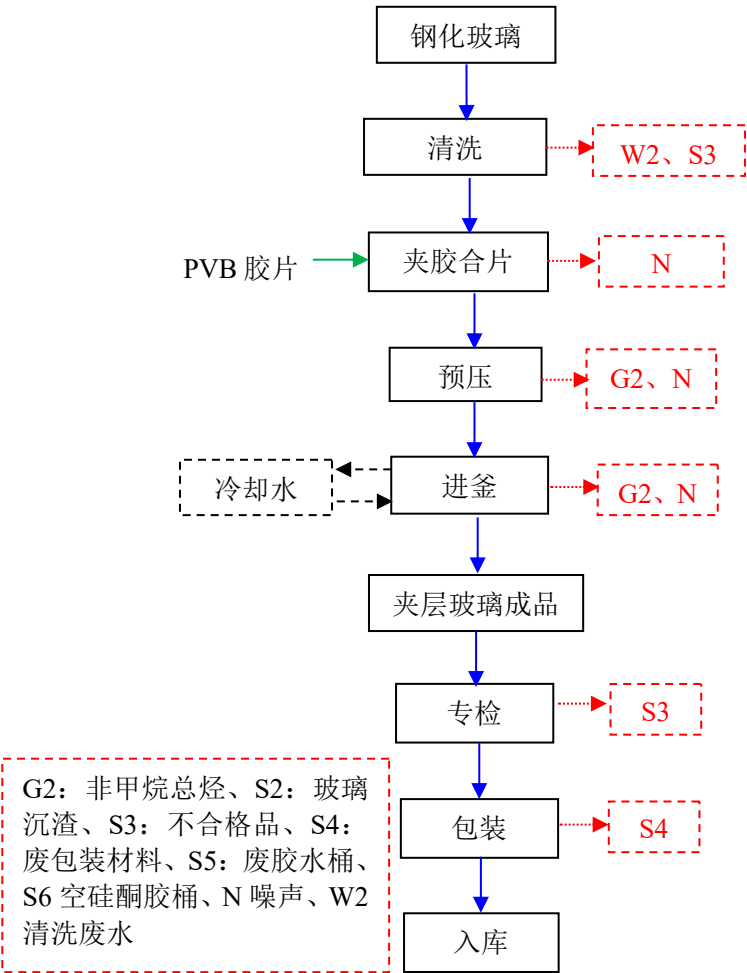 钢化玻璃
清洗
W2、S3
PVB 胶片
夹胶合片
N
预压
G2、N
冷却水
进釜
G2、N
夹层玻璃成品
专检
S3
G2：非甲烷总烃、S2：玻璃
沉渣、S3：不合格品、S4：
废包装材料、S5：废胶水桶、
S6 空硅酮胶桶、N 噪声、W2
清洗废水
包装
S4
入库